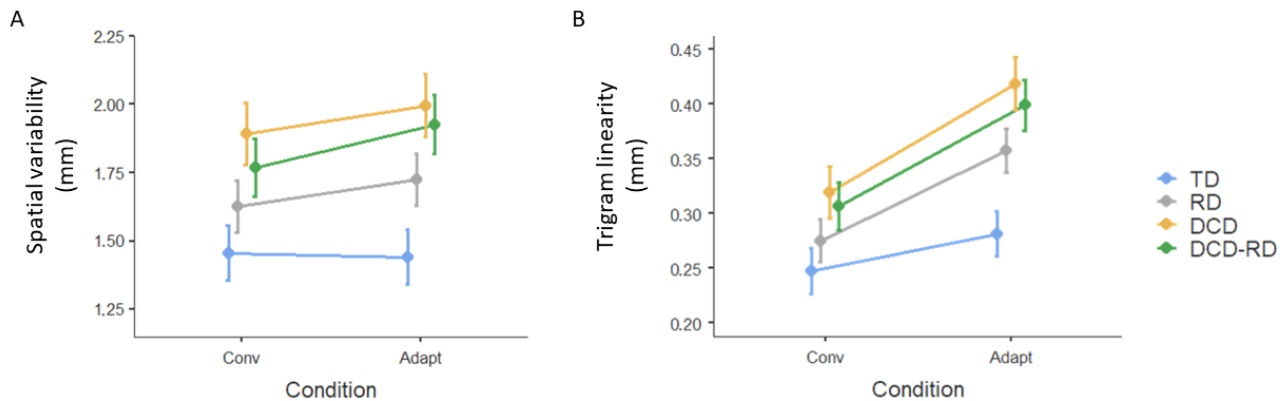 A
Spatial variability
(mm)
2.25
2.00
1.75
1.50
1.25
Conv
Adapt
Condition
B
Trigram linearity
(mm)
0.45
0.40
0.35
0.30
0.25
0.20
Conv
Adapt
Condition
TD
RD
DCD
DCD-RD